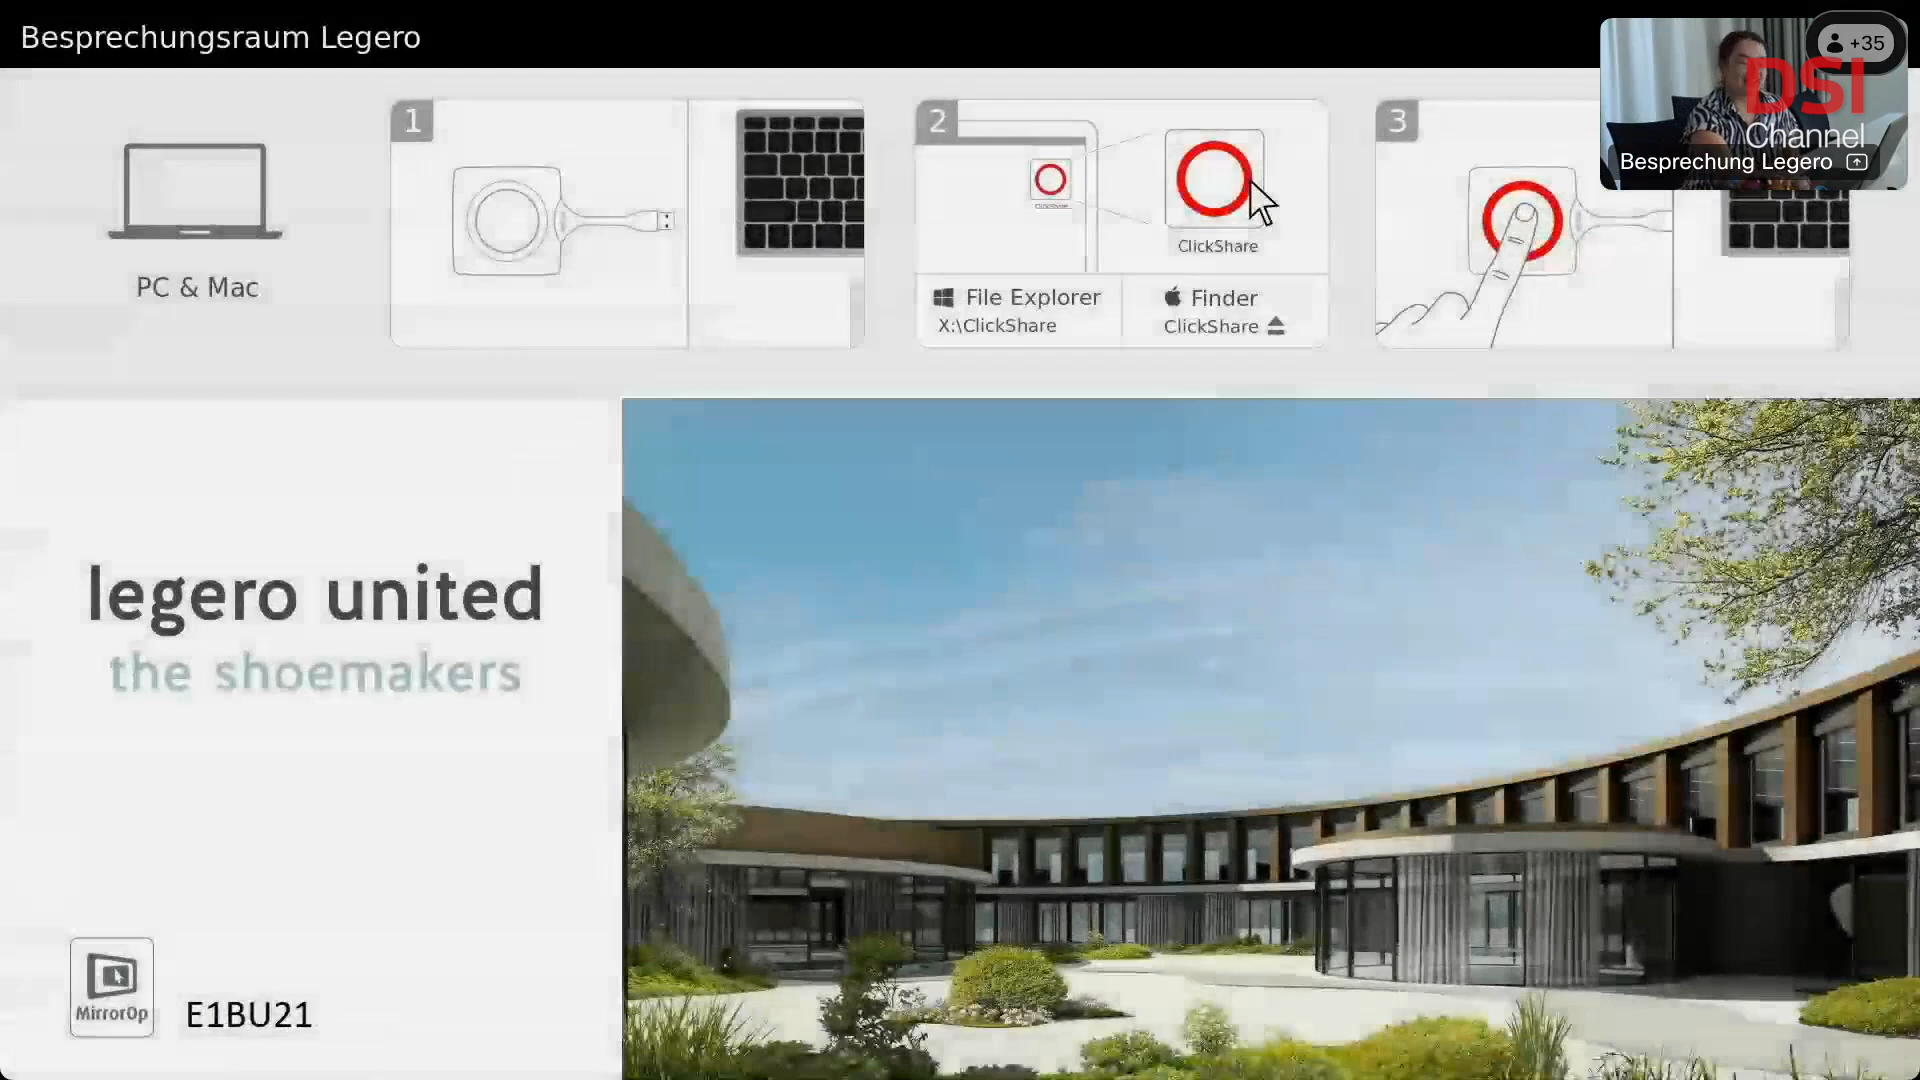 Besprechungsraum Legero
+35
DSI
Channel
Besprechung Legero
1
2
3
PC & Mac
ClickShare
ClickShare
File Explorer
X:\ClickShare
Finder
ClickShare
legero united
the shoemakers
MirrorOp
E1BU21